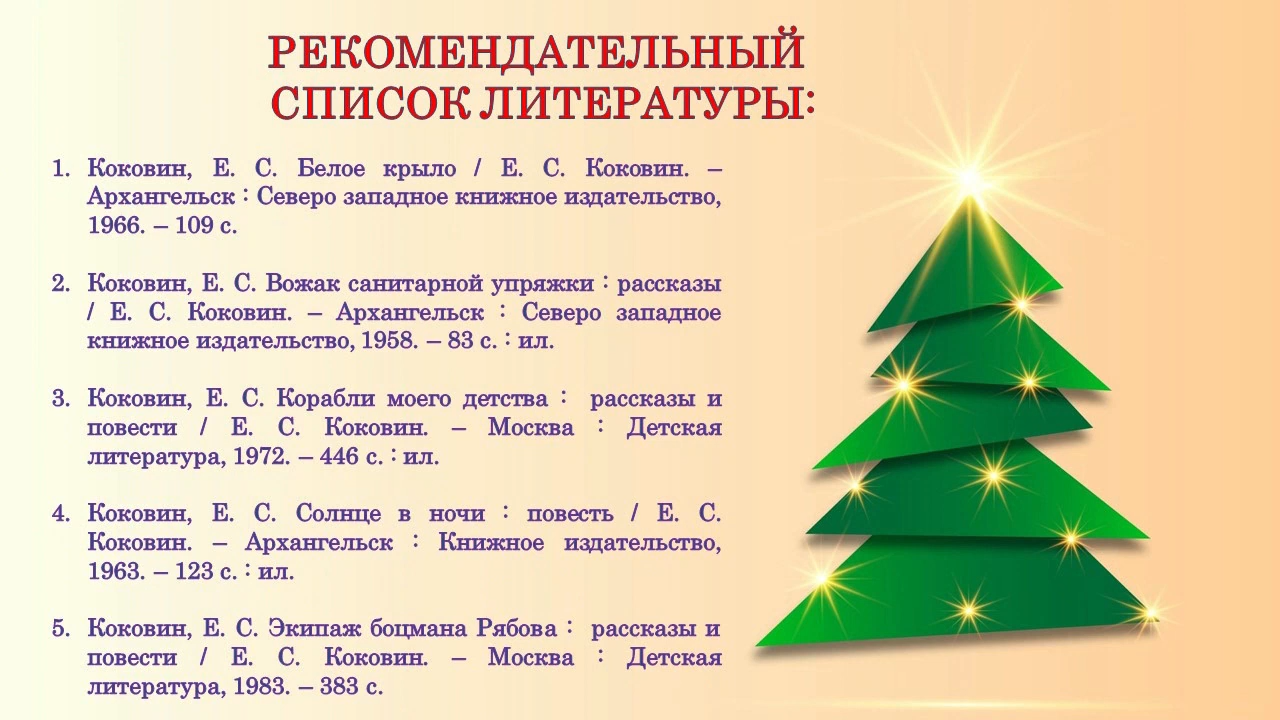 РЕКОМЕНДАТЕЛЬНЫЙ
СПИСОК ЛИТЕРАТУРЫ:
1. Коковин, Е. С. Белое крыло / Е. С. Коковин. –
Архангельск : Северо западное книжное издательство,
1966. – 109 с.
2. Коковин, Е. С. Вожак санитарной упряжки : рассказы
/ Е. С. Коковин. – Архангельск : Северо западное
книжное издательство, 1958. – 83 с. : ил.
3. Коковин, Е. С. Корабли моего детства : рассказы и
повести / Е. С. Коковин. – Москва : Детская
литература, 1972. – 446 с. : ил.
4. Коковин, Е. С. Солнце в ночи : повесть / Е. С.
Коковин. – Архангельск : Книжное издательство,
1963. – 123 с. : ил.
5. Коковин, Е. С. Экипаж боцмана Рябова : рассказы и
повести / Е. С. Коковин. – Москва : Детская
литература, 1983. – 383 с.